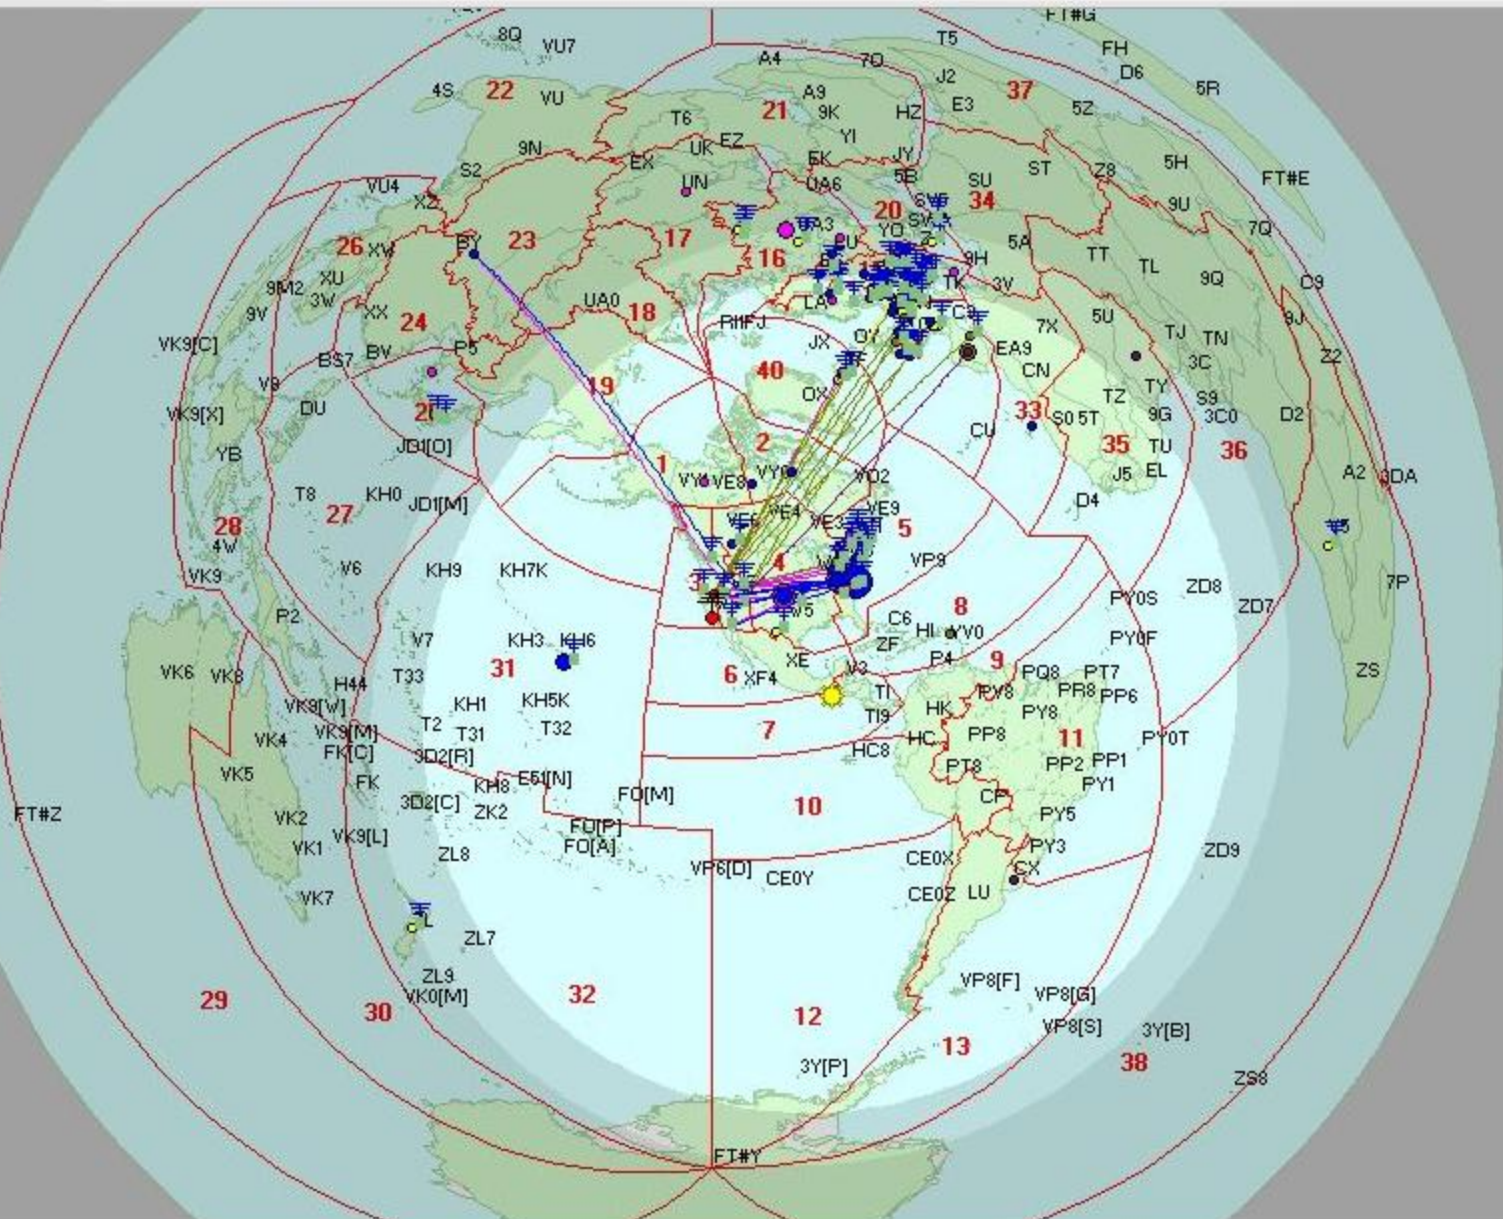 FT#G
8Q
VU7
T5
FH
A4
7O
D6
J2
5R
4S
22
VU
A9
37
21
9K
HZ
E3
5Z
T6
YI
UK
EZ
9N
EX
EK
JY
ST
Z8
5H
S2
UN
UA6
5B
SU
FT#E
VU4
XZ
34
9U
20
7Q
26
XV
BY
23
17
YO
5A
16
TT
TL
9Q
C9
XU
9M2
3W
9H
TK
3V
UA0
18
LA
9V
XX
24
RI1FJ
7X
5U
9J
VK9[C]
BV
P5
JX
OY
EA9
TJ
TN
BS7
40
CN
3C
Z2
V9
19
OX
TZ
TY
S9
VK9[X]
DU
33
S0
5T
9G
3C0
D2
JD1[O]
2
CU
35
TU
36
YB
1
VE8
VO2
J5
EL
A2
3DA
T8
KH0
JD1[M]
D4
27
VE4
VE9
28
VE3
5
4W
4
VP9
VK9
V6
KH9
KH7K
ZD8
7P
PY0S
ZD7
P2
8
W5
C6
V7
KH3
KH6
HI
YV0
PY0F
ZF
VK6
VK8
31
XE
P4
9
T33
6
XF4
V3
PQ8
PT7
ZS
H44
TI
PV8
PR8
PP6
VK9[W]
KH1
KH5K
TI9
HK
PY8
VK4
VK9[M]
T2
T31
T32
7
HC
PP8
11
PY0T
FK[C]
3D2[R]
HC8
PT8
PP2
PP1
VK5
FK
KH8
E51[N]
PY1
FO[M]
CP
3D2[C]
10
FT#Z
VK2
ZK2
FO[P]
PY5
VK1
VK9[L]
FO[A]
PY3
ZL8
CE0X
ZD9
VP6[D]
CE0Y
CX
VK7
CE0Z
LU
ZL7
ZL9
VP8[F]
29
VK0[M]
32
VP8[G]
30
12
VP8[S]
3Y[B]
13
38
3Y[P]
ZS8
FT#Y